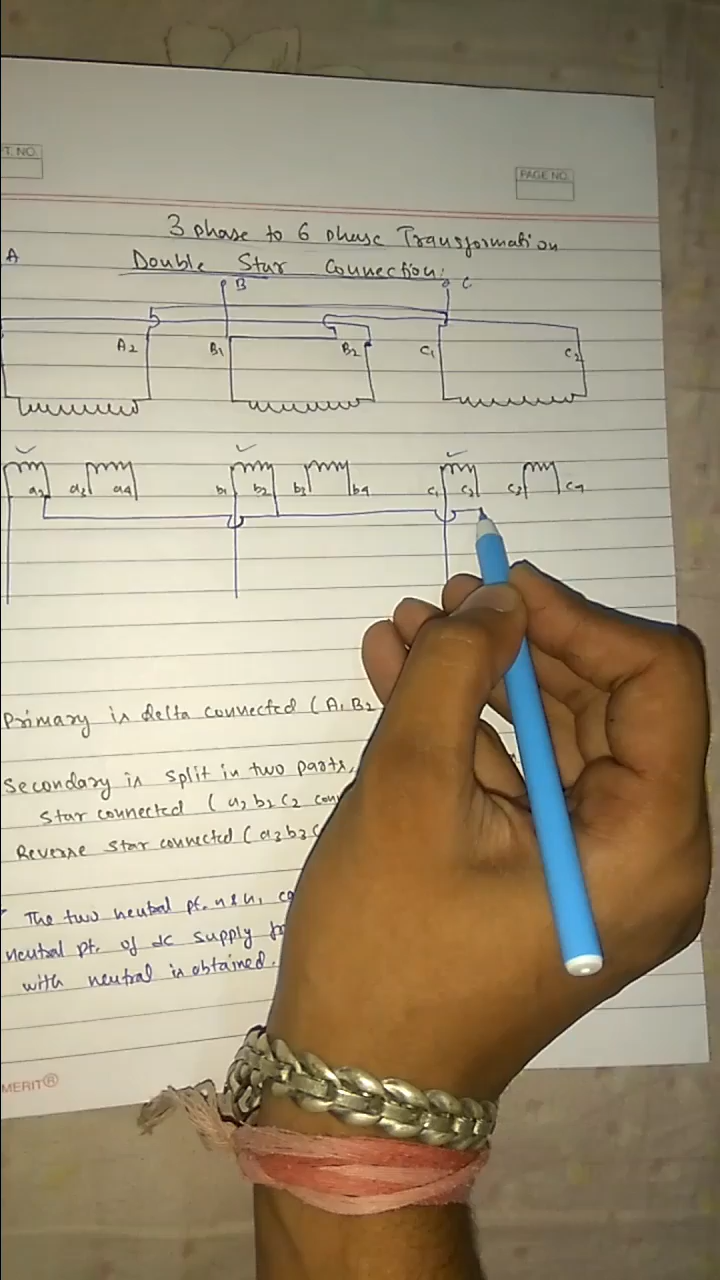 T. NO.
PAGE NO.
3 phase to 6 phase Transformation
Double Star Connection:
A B C
A2 B1 B2 C1 C2
a2 a3 a4 b1 b2 b3 b4 c1 c2 c3 c4
Primary is delta connected (A1 B2
Secondary is split in two parts,
Star connected ( a2 b2 c2
Reverse star connected ( a3 b3
The two neutral pt. n & n1
neutral pt. of dc supply
with neutral is obtained.
MERIT®